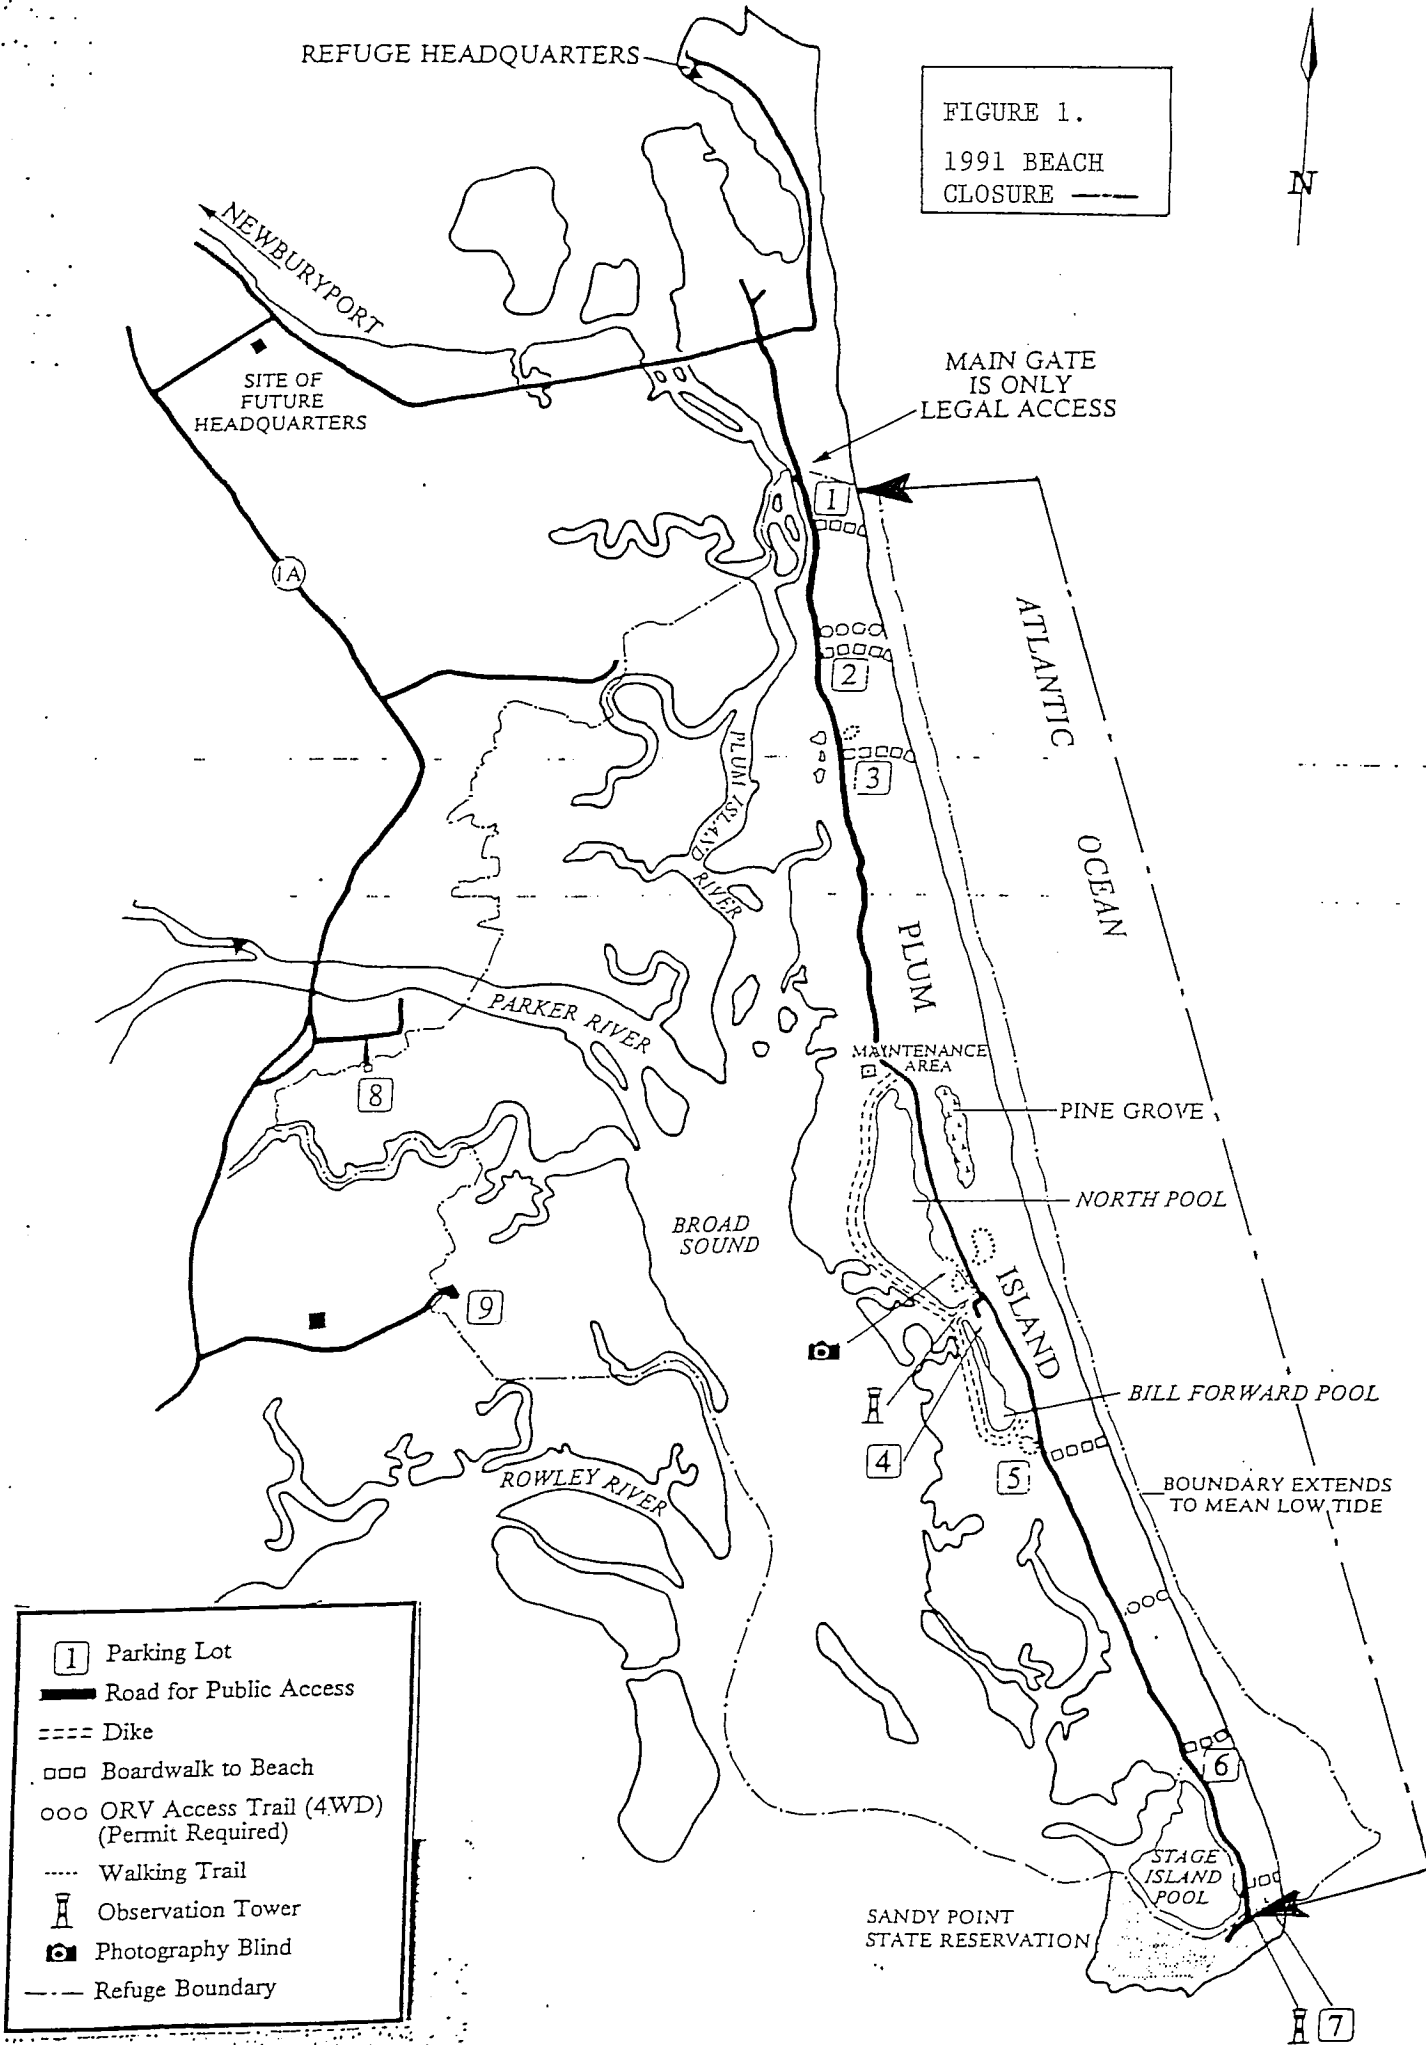 REFUGE HEADQUARTERS
FIGURE 1.
1991 BEACH
CLOSURE
N
NEWBURYPORT
SITE OF
FUTURE
HEADQUARTERS
MAIN GATE
IS ONLY
LEGAL ACCESS
1
1A
2
3
ATLANTIC
OCEAN
PLUM ISLAND
RIVER
PLUM
ISLAND
PARKER RIVER
MAINTENANCE
AREA
8
PINE GROVE
NORTH POOL
BROAD
SOUND
9
BILL FORWARD POOL
4
5
ROWLEY RIVER
BOUNDARY EXTENDS
TO MEAN LOW TIDE
6
STAGE
ISLAND
POOL
SANDY POINT
STATE RESERVATION
7
1 Parking Lot
Road for Public Access
Dike
Boardwalk to Beach
ORV Access Trail (4WD)
(Permit Required)
Walking Trail
Observation Tower
Photography Blind
Refuge Boundary